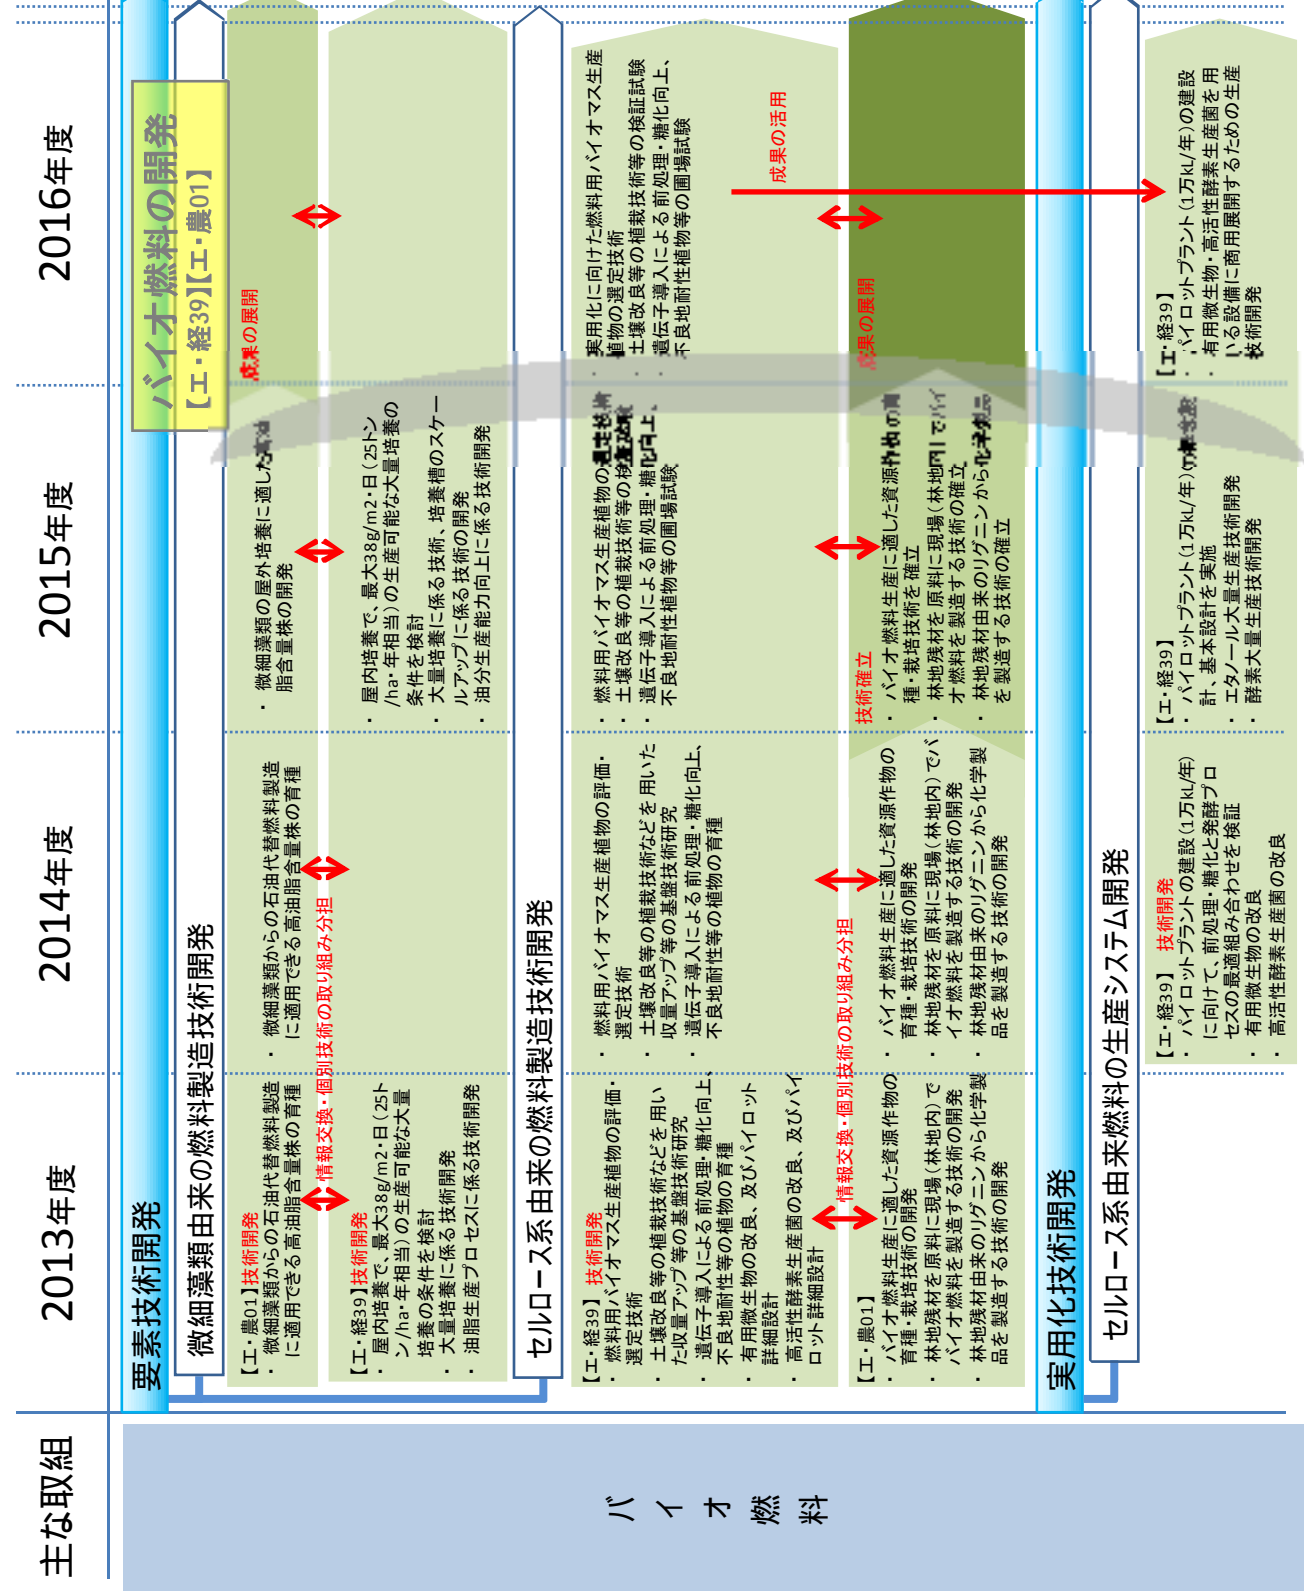 主な取組
2013年度
2014年度
2015年度
2016年度
バイオ燃料
バイオ燃料の開発
【エ・経39】【エ・農01】
要素技術開発
微細藻類由来の燃料製造技術開発
【エ・農01】技術開発
・ 微細藻類からの石油代替燃料製造
に適用できる高油脂含量株の育種
・ 微細藻類からの石油代替燃料製造
に適用できる高油脂含量株の育種
・ 微細藻類の屋外培養に適した高油
脂含量株の開発
成果の展開
情報交換・個別技術の取り組み分担
【エ・経39】技術開発
・ 屋内培養で、最大38g/m2・日（25ト
ン/ha・年相当）の生産可能な大量
培養の条件を検討
・ 大量培養に係る技術開発
・ 油脂生産プロセスに係る技術開発
・ 屋内培養で、最大38g/m2・日（25トン
/ha・年相当）の生産可能な大量培養の
条件を検討
・ 大量培養に係る技術、培養槽のスケー
ルアップに係る技術の開発
・ 油分生産能力向上に係る技術開発
セルロース系由来の燃料製造技術開発
【エ・経39】 技術開発
・ 燃料用バイオマス生産植物の評価・
選定技術
・ 土壌改良等の植栽技術などを用い
た収量アップ等の基盤技術研究
・ 遺伝子導入による前処理・糖化向上、
不良地耐性等の植物の育種
・ 有用微生物の改良、及びパイロット
詳細設計
・ 高活性酵素生産菌の改良、及びパイ
ロット詳細設計
・ 燃料用バイオマス生産植物の評価・
選定技術
・ 土壌改良等の植栽技術などを用いた
収量アップ等の基盤技術研究
・ 遺伝子導入による前処理・糖化向上、
不良地耐性等の植物の育種
・ 燃料用バイオマス生産植物の選定技術
・ 土壌改良等の植栽技術等の検
・ 遺伝子導入による前処理・糖化向上、
不良地耐性植物等の圃場試験
・ 実用化に向けた燃料用バイオマス生産
植物の選定技術
・ 土壌改良等の植栽技術等の検証試験
・ 遺伝子導入による前処理・糖化向上、
不良地耐性植物等の圃場試験
成果の活用
情報交換・個別技術の取り組み分担
【エ・農01】
・ バイオ燃料生産に適した資源作物の
育種・栽培技術の開発
・ 林地残材を原料に現場（林地内）で
バイオ燃料を製造する技術の開発
・ 林地残材由来のリグニンから化学製
品を製造する技術の開発
・ バイオ燃料生産に適した資源作物の
育種・栽培技術の開発
・ 林地残材を原料に現場（林地内）でバ
イオ燃料を製造する技術の開発
・ 林地残材由来のリグニンから化学製
品を製造する技術の開発
技術確立
・ バイオ燃料生産に適した資源作物の育
種・栽培技術を確立
・ 林地残材を原料に現場（林地内）でバイ
オ燃料を製造する技術の確立
・ 林地残材由来のリグニンから化学製品
を製造する技術の確立
成果の展開
実用化技術開発
セルロース系由来燃料の生産システム開発
【エ・経39】 技術開発
・ パイロットプラントの建設（1万kL/年）
に向けて、前処理・糖化と発酵プロ
セスの最適組み合わせを検証
・ 有用微生物の改良
・ 高活性酵素生産菌の改良
【エ・経39】
・ パイロットプラント（1万kL/年）の
計、基本設計を実施
・ エタノール大量生産技術開発
・ 酵素大量生産技術開発
【エ・経39】
・ パイロットプラント（1万kL/年）の建設
・ 有用微生物・高活性酵素生産菌を用
いる設備に商用展開するための生産
技術開発